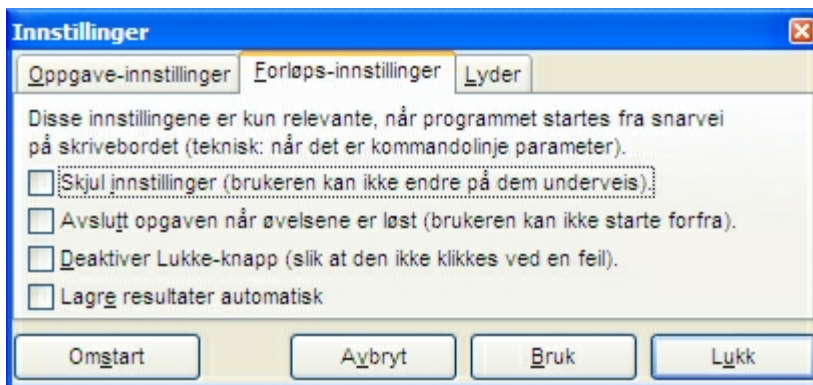 Innstillinger
Oppgave-innstillinger Forløps-innstillinger Lyder
Disse innstillingene er kun relevante, når programmet startes fra snarvei
på skrivebordet (teknisk: når det er kommandolinje parameter).
Skjul innstillinger (brukeren kan ikke endre på dem underveis).
Avslutt opgaven når øvelsene er løst (brukeren kan ikke starte forfra).
Deaktiver Lukke-knapp (slik at den ikke klikkes ved en feil).
Lagre resultater automatisk
Omstart Avbryt Bruk Lukk